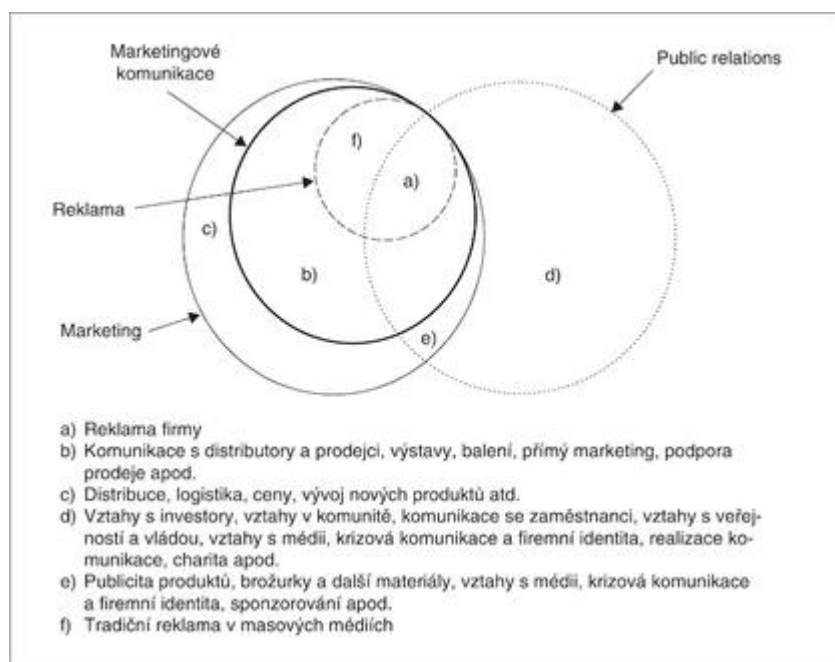 Marketingové
komunikace
Public relations
f)
a)
Reklama
c)
b)
d)
Marketing
e)
a) Reklama firmy
b) Komunikace s distributory a prodejci, výstavy, balení, přímý marketing, podpora
prodeje apod.
c) Distribuce, logistika, ceny, vývoj nových produktů atd.
d) Vztahy s investory, vztahy v komunitě, komunikace se zaměstnanci, vztahy s veřej-
ností a vládou, vztahy s médii, krizová komunikace a firemní identita, realizace ko-
munikace, charita apod.
e) Publicita produktů, brožurky a další materiály, vztahy s médii, krizová komunikace
a firemní identita, sponzorování apod.
f) Tradiční reklama v masových médiích